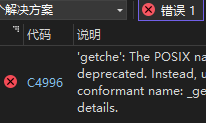 解决方案
错误 1
代码 说明
'getche': The POSIX na
deprecated. Instead, u
C4996 conformant name: _ge
details.